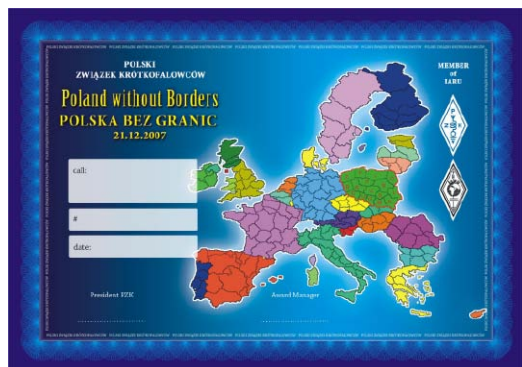 POLSKI
ZWIĄZEK KRÓTKOFALOWCÓW
MEMBER
of
IARU
Poland without Borders
POLSKA BEZ GRANIC
21.12.2007
call:
#
date:
President PZK
Award Manager